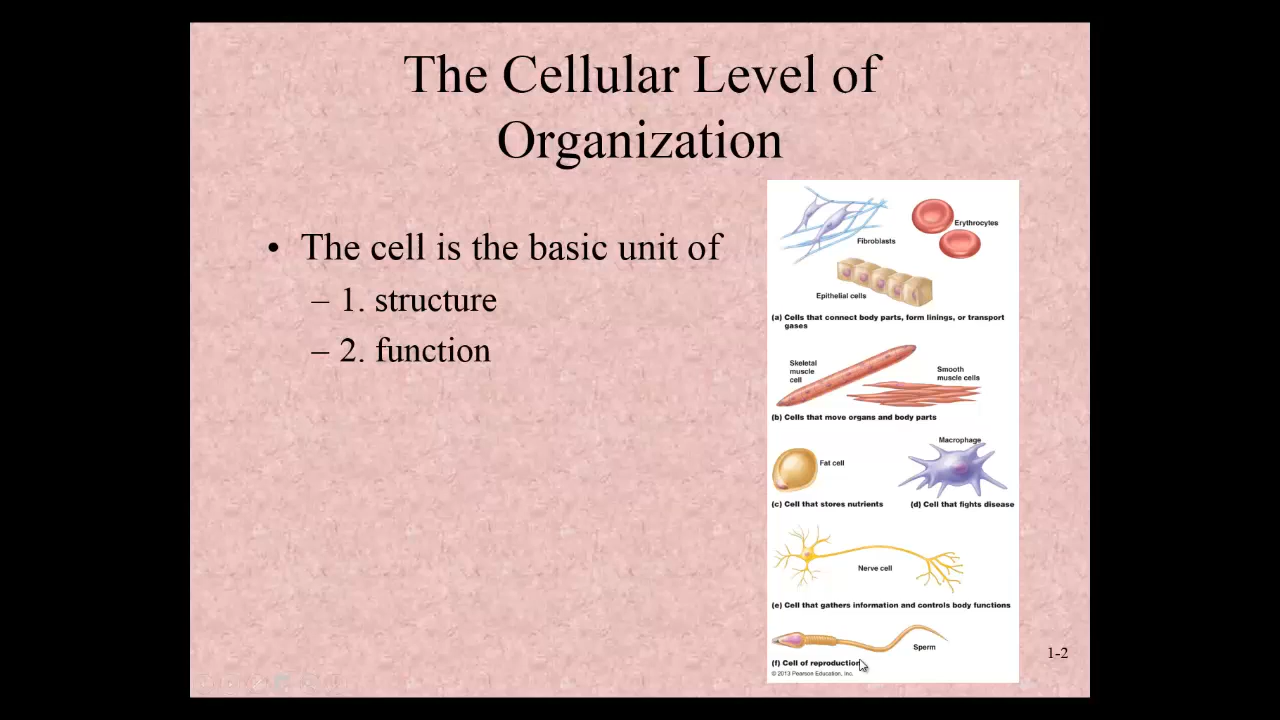 The Cellular Level of
Organization
• The cell is the basic unit of
– 1. structure
– 2. function
Fibroblasts
Erythrocytes
Epithelial cells
(a) Cells that connect body parts, form linings, or transport
gases
Skeletal
muscle
cell
Smooth
muscle cells
(b) Cells that move organs and body parts
Macrophage
Fat cell
(c) Cell that stores nutrients
(d) Cell that fights disease
Nerve cell
(e) Cell that gathers information and controls body functions
Sperm
(f) Cell of reproduction
© 2013 Pearson Education, Inc.
1-2